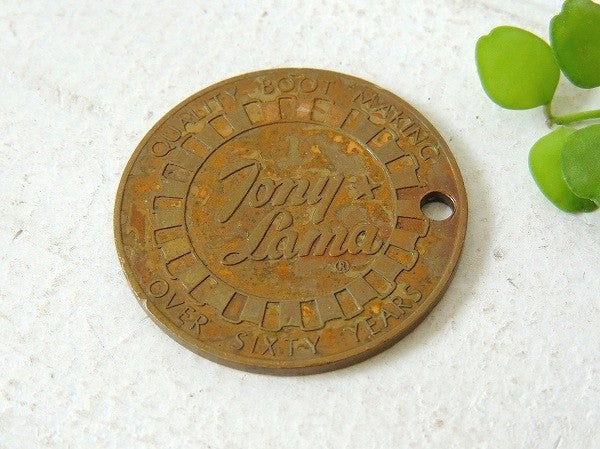 QUALITY BOOT MAKING
Tony
Lama®
OVER SIXTY YEARS